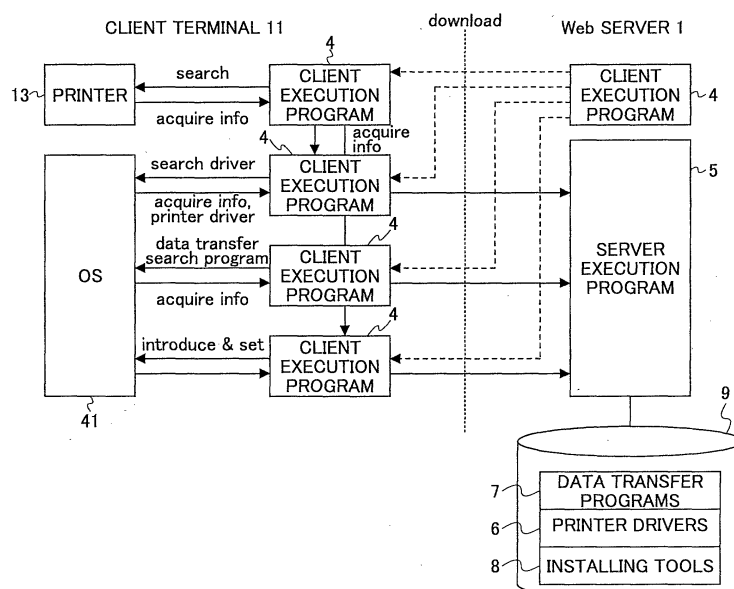 CLIENT TERMINAL 11
download
Web SERVER 1
4
13
PRINTER
search
acquire info
CLIENT
EXECUTION
PROGRAM
CLIENT
EXECUTION
PROGRAM
4
acquire
info
4
search driver
acquire info,
printer driver
CLIENT
EXECUTION
PROGRAM
5
4
data transfer
search program
acquire info
CLIENT
EXECUTION
PROGRAM
OS
SERVER
EXECUTION
PROGRAM
4
introduce & set
CLIENT
EXECUTION
PROGRAM
41
9
7
DATA TRANSFER
PROGRAMS
6
PRINTER DRIVERS
8
INSTALLING TOOLS